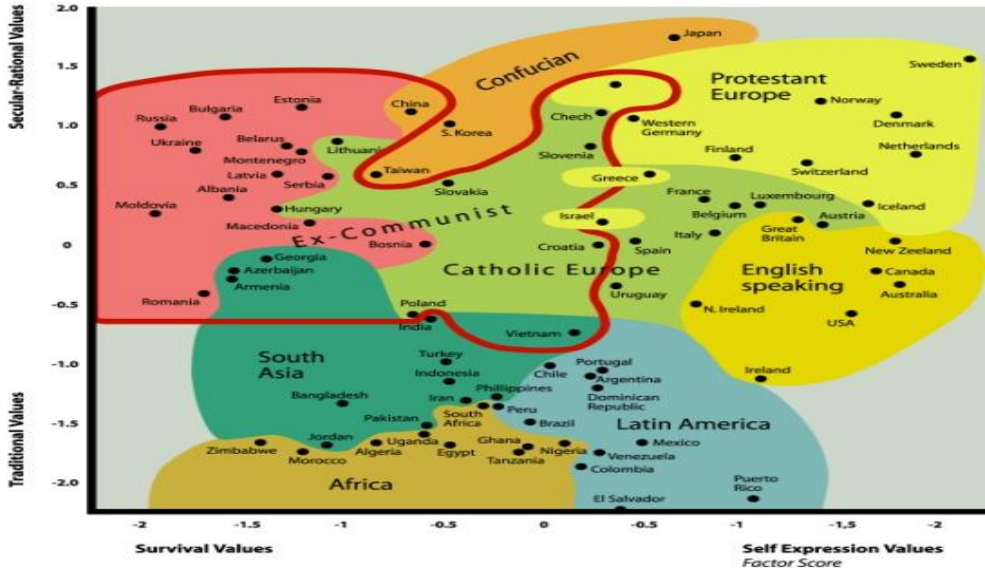 Secular-Rational Values
Traditional Values
2.0
1.5
1.0
0.5
0
-0.5
-1.0
-1.5
-2.0
Japan
Confucian
Protestant
Europe
Sweden
Estonia
China
Bulgaria
Russia
S. Korea
Chech
Western
Germany
Norway
Denmark
Ukraine
Belarus
Lithuania
Montenegro
Slovenia
Finland
Netherlands
Switzerland
Latvia
Serbia
Taiwan
Greece
Albania
Slovakia
France
Luxembourg
Iceland
Moldovia
Hungary
Israel
Belgium
Great
Britain
Austria
Macedonia
Ex-Communist
Bosnia
Croatia
Spain
Italy
New Zeeland
Georgia
Azerbaijan
Armenia
Catholic Europe
English
speaking
Canada
Australia
Romania
Uruguay
N. Ireland
USA
Poland
India
Vietnam
South
Asia
Turkey
Indonesia
Chile
Portugal
Argentina
Ireland
Bangladesh
Iran
Phillippines
Dominican
Republic
Pakistan
South
Africa
Peru
Brazil
Latin America
Zimbabwe
Jordan
Morocco
Algeria
Uganda
Egypt
Ghana
Tanzania
Nigeria
Mexico
Venezuela
Colombia
Africa
El Salvador
Puerto
Rico
-2
-1.5
-1
-0.5
0
-0.5
-1
-1,5
-2
Survival Values
Self Expression Values
Factor Score